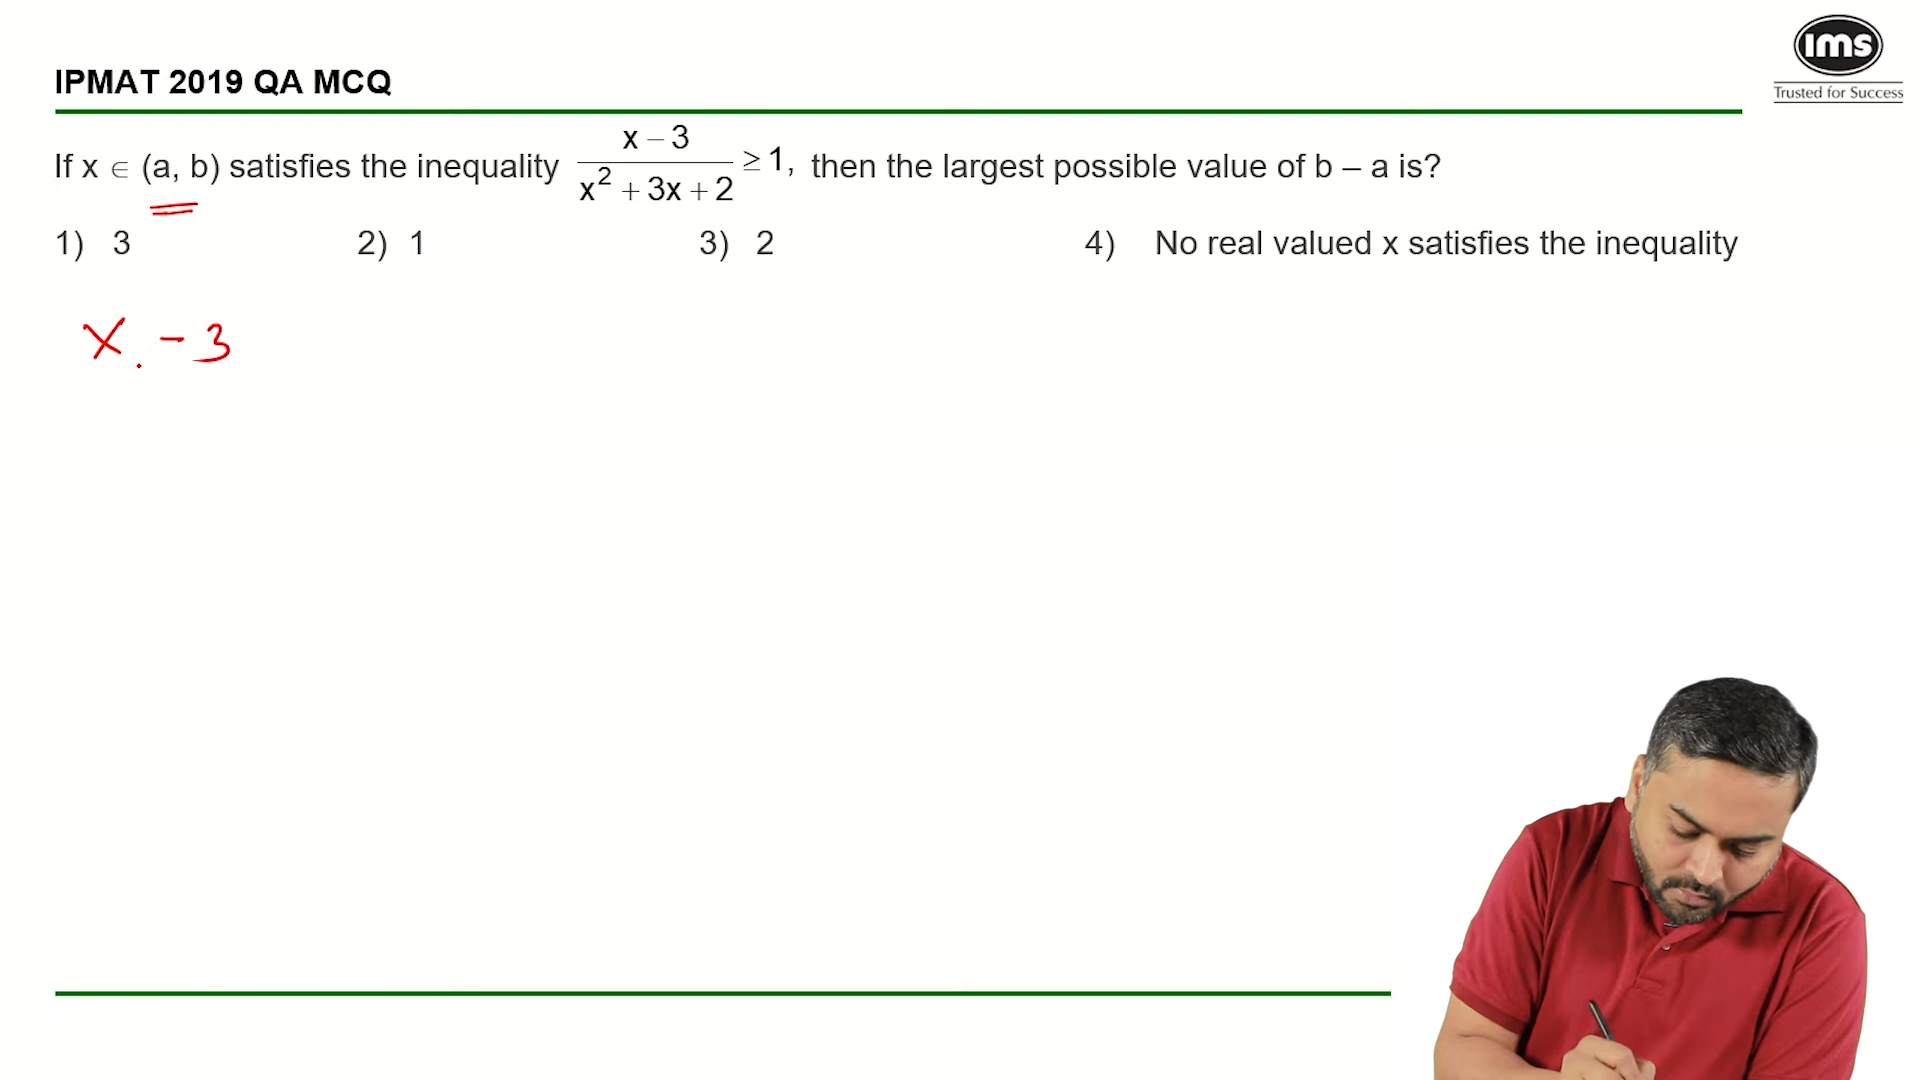 ims
Trusted for Success
IPMAT 2019 QA MCQ
If x ∈ (a, b) satisfies the inequality (x – 3)/(x² + 3x + 2) ≥ 1, then the largest possible value of b – a is?
1) 3 2) 1 3) 2 4) No real valued x satisfies the inequality
x - 3